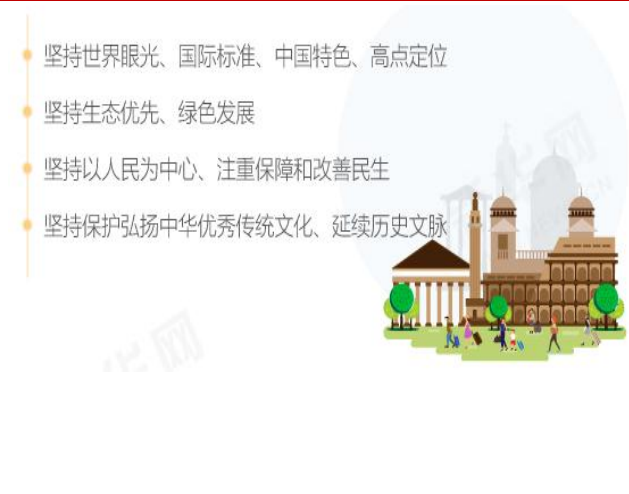 坚持世界眼光、国际标准、中国特色、高点定位
坚持生态优先、绿色发展
坚持以人民为中心、注重保障和改善民生
坚持保护弘扬中华优秀传统文化、延续历史文脉
华网